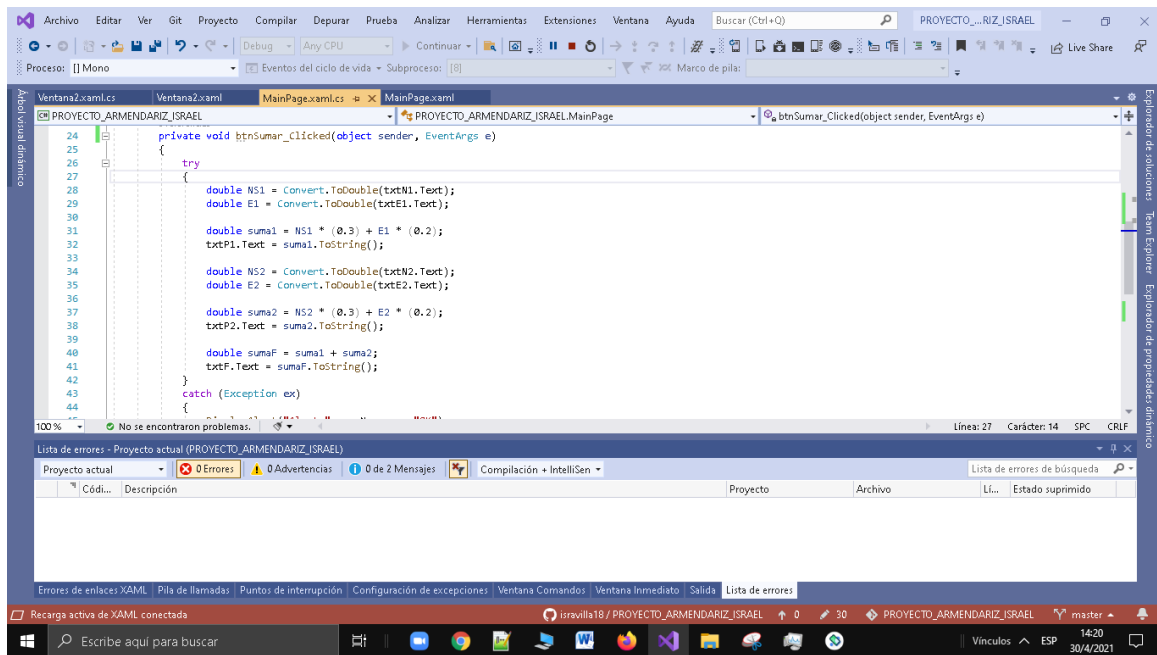 Archivo Editar Ver Git Proyecto Compilar Depurar Prueba Analizar Herramientas Extensiones Ventana Ayuda Buscar (Ctrl+Q) PROYECTO_...RIZ_ISRAEL
Debug Any CPU Continuar Live Share
Proceso: [] Mono Eventos del ciclo de vida Subproceso: [8] Marco de pila:
Árbol visual dinámico
Ventana2.xaml.cs Ventana2.xaml MainPage.xaml.cs MainPage.xaml
PROYECTO_ARMENDARIZ_ISRAEL PROYECTO_ARMENDARIZ_ISRAEL.MainPage btnSumar_Clicked(object sender, EventArgs e)
24 private void btnSumar_Clicked(object sender, EventArgs e)
25 {
26 try
27 {
28 double NS1 = Convert.ToDouble(txtN1.Text);
29 double E1 = Convert.ToDouble(txtE1.Text);
30
31 double suma1 = NS1 * (0.3) + E1 * (0.2);
32 txtP1.Text = suma1.ToString();
33
34 double NS2 = Convert.ToDouble(txtN2.Text);
35 double E2 = Convert.ToDouble(txtE2.Text);
36
37 double suma2 = NS2 * (0.3) + E2 * (0.2);
38 txtP2.Text = suma2.ToString();
39
40 double sumaF = suma1 + suma2;
41 txtF.Text = sumaF.ToString();
42 }
43 catch (Exception ex)
44 {
100 % No se encontraron problemas. Línea: 27 Carácter: 14 SPC CRLF
Explorador de soluciones Team Explorer Explorador de propiedades dinámico
Lista de errores - Proyecto actual (PROYECTO_ARMENDARIZ_ISRAEL)
Proyecto actual 0 Errores 0 Advertencias 0 de 2 Mensajes Compilación + IntelliSen Lista de errores de búsqueda
Códi... Descripción Proyecto Archivo Lí... Estado suprimido
Errores de enlaces XAML Pila de llamadas Puntos de interrupción Configuración de excepciones Ventana Comandos Ventana Inmediato Salida Lista de errores
Recarga activa de XAML conectada isravilla18 / PROYECTO_ARMENDARIZ_ISRAEL 0 30 PROYECTO_ARMENDARIZ_ISRAEL master
Escribe aquí para buscar Vínculos ESP 14:20
30/4/2021